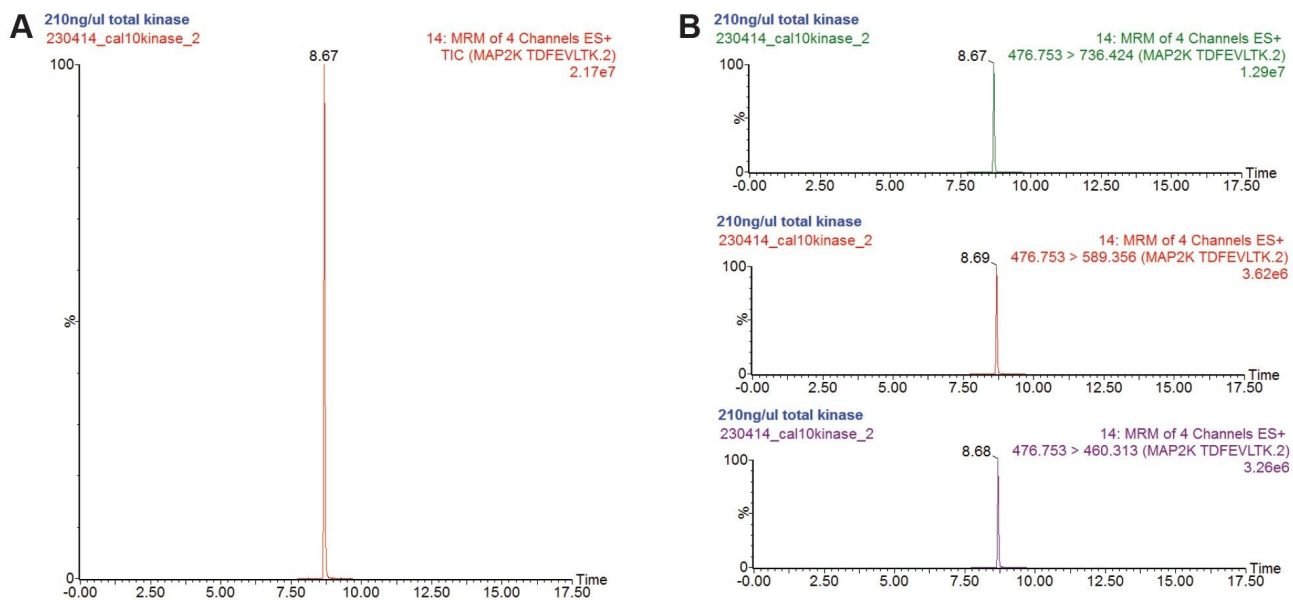 A
210ng/ul total kinase
230414_cal10kinase_2
14: MRM of 4 Channels ES+
TIC (MAP2K TDFEVLTK.2)
2.17e7
8.67
100
%
0
-0.00 2.50 5.00 7.50 10.00 12.50 15.00 17.50
Time
B
210ng/ul total kinase
230414_cal10kinase_2
14: MRM of 4 Channels ES+
476.753 > 736.424 (MAP2K TDFEVLTK.2)
1.29e7
8.67
100
%
0
Time
-0.00 2.50 5.00 7.50 10.00 12.50 15.00 17.50
210ng/ul total kinase
230414_cal10kinase_2
14: MRM of 4 Channels ES+
476.753 > 589.356 (MAP2K TDFEVLTK.2)
3.62e6
8.69
100
%
0
Time
-0.00 2.50 5.00 7.50 10.00 12.50 15.00 17.50
210ng/ul total kinase
230414_cal10kinase_2
14: MRM of 4 Channels ES+
476.753 > 460.313 (MAP2K TDFEVLTK.2)
3.26e6
8.68
100
%
0
Time
-0.00 2.50 5.00 7.50 10.00 12.50 15.00 17.50